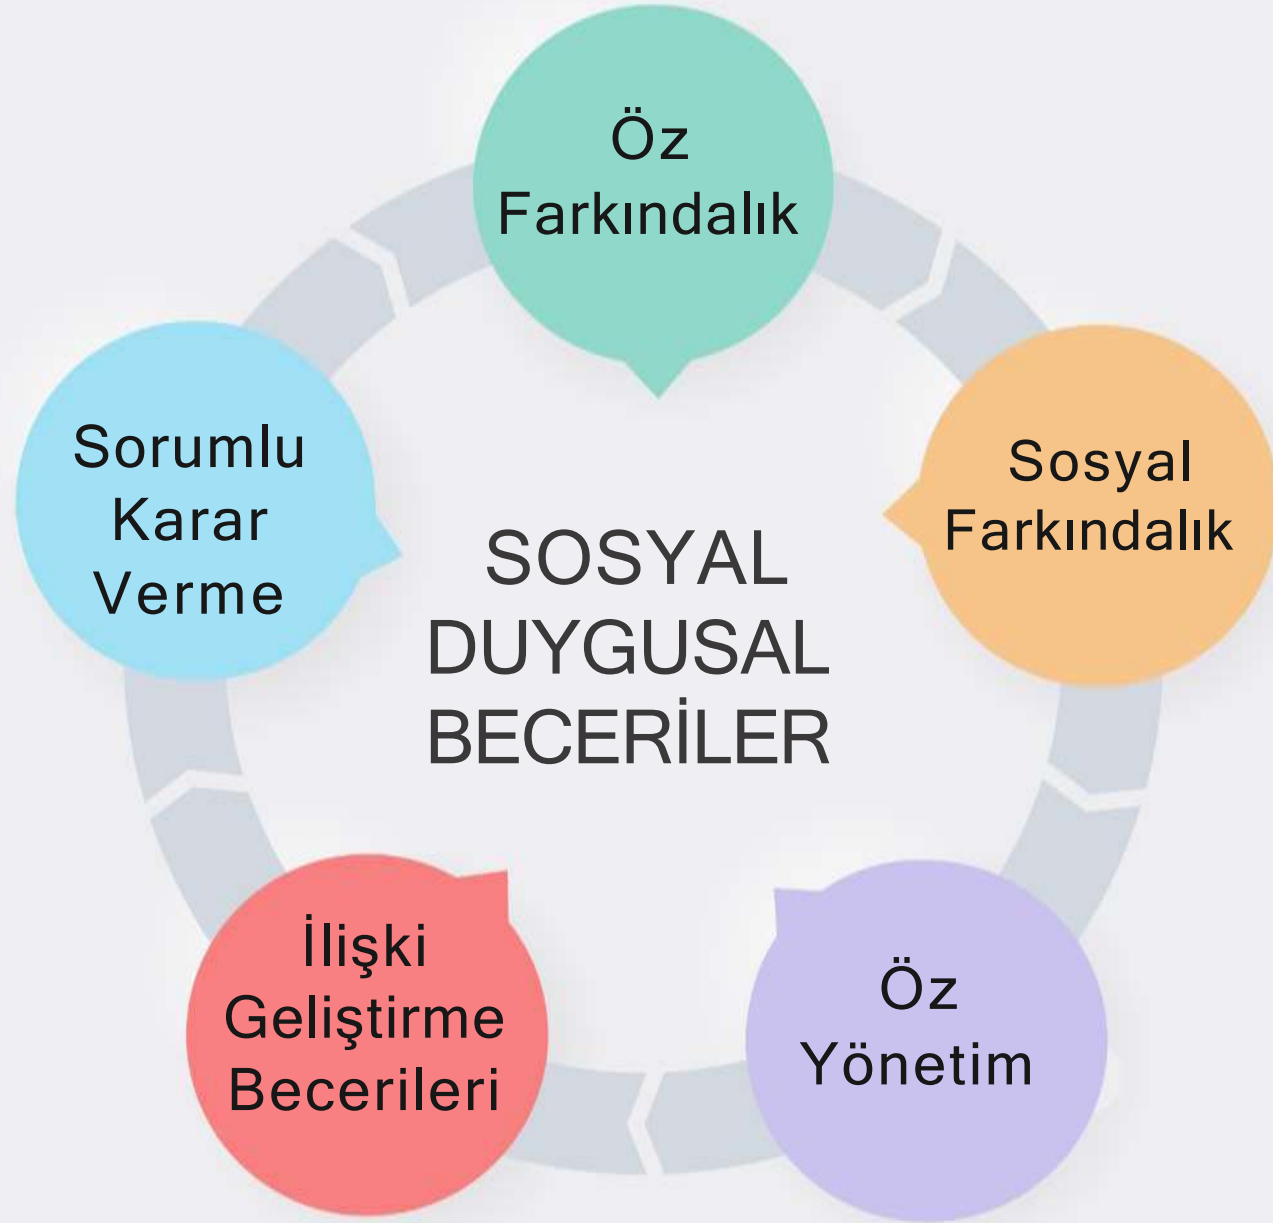 Öz
Farkındalık
Sosyal
Farkındalık
Öz
Yönetim
İlişki
Geliştirme
Becerileri
Sorumlu
Karar
Verme
SOSYAL
DUYGUSAL
BECERİLER